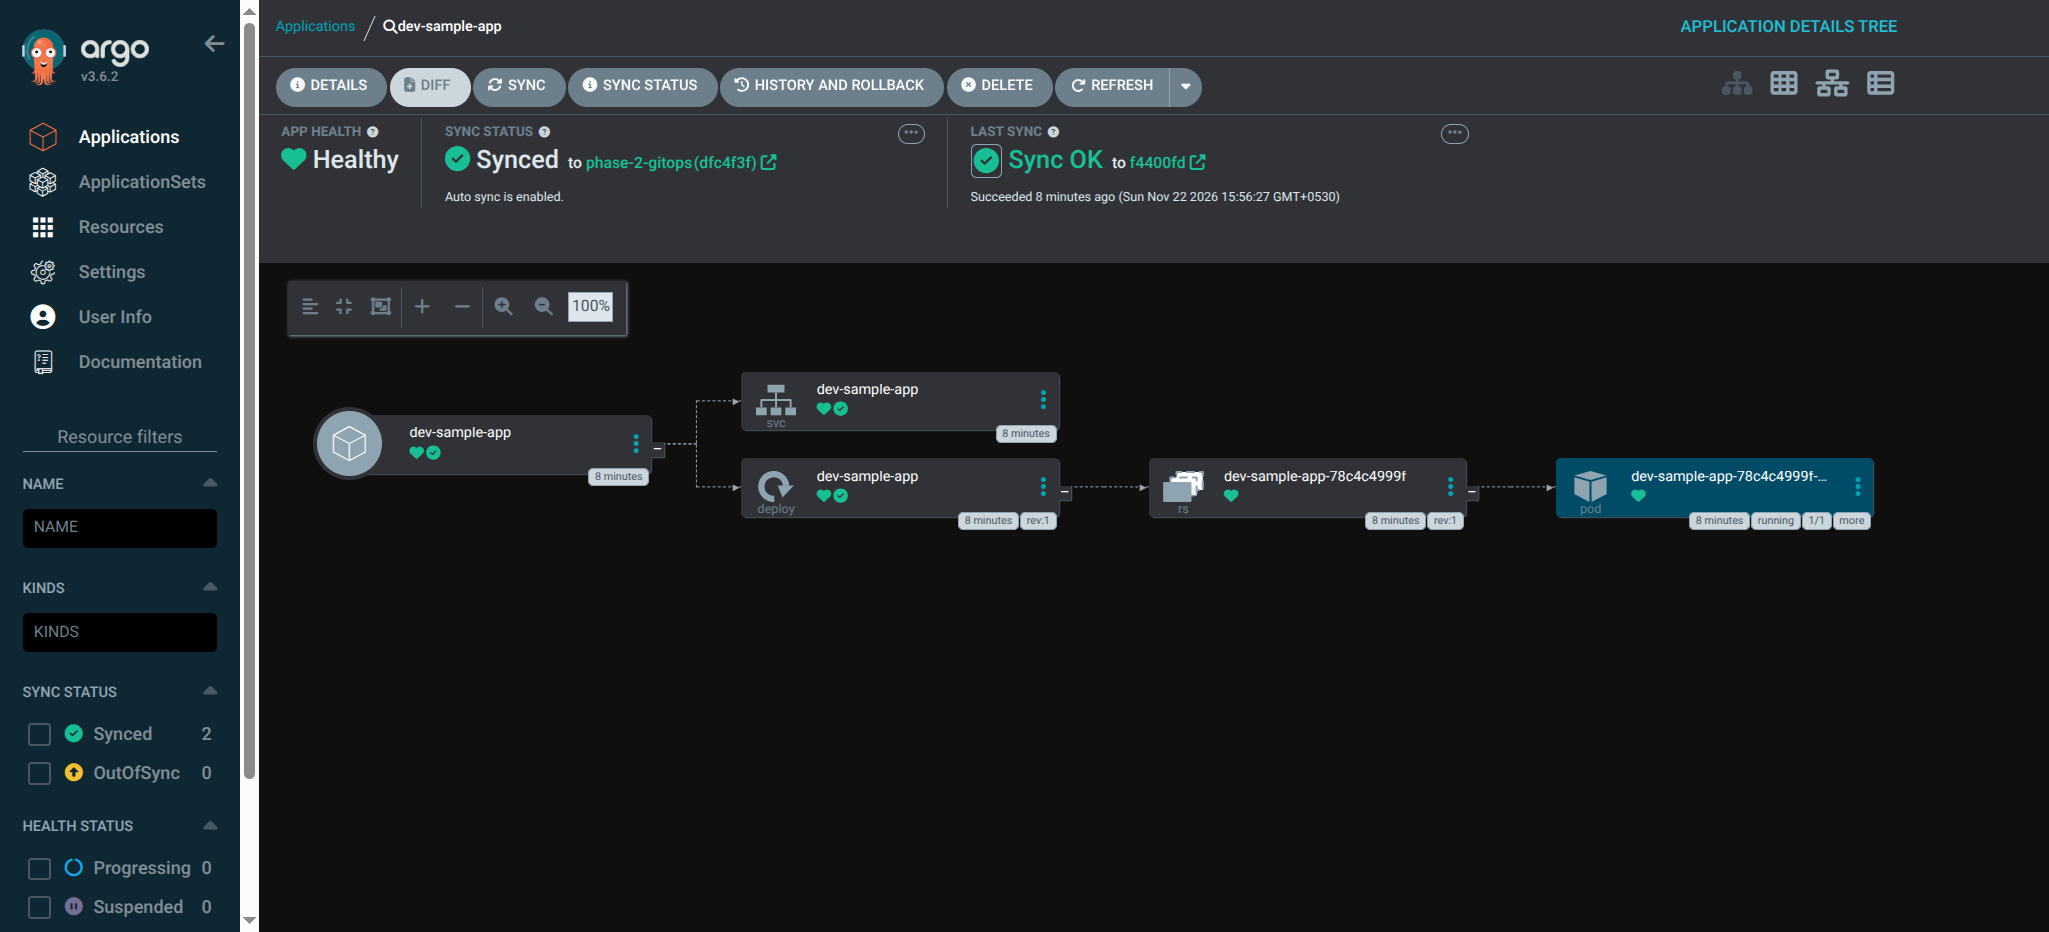 argo
v3.6.2
Applications
ApplicationSets
Resources
Settings
User Info
Documentation
Resource filters
NAME
NAME
KINDS
KINDS
SYNC STATUS
Synced 2
OutOfSync 0
HEALTH STATUS
Progressing 0
Suspended 0
Applications / dev-sample-app
APPLICATION DETAILS TREE
DETAILS DIFF SYNC SYNC STATUS HISTORY AND ROLLBACK DELETE REFRESH
APP HEALTH
Healthy
SYNC STATUS
Synced to phase-2-gitops (dfc4f3f)
Auto sync is enabled.
LAST SYNC
Sync OK to f4400fd
Succeeded 8 minutes ago (Sun Nov 22 2026 15:56:27 GMT+0530)
100%
dev-sample-app
8 minutes
dev-sample-app
svc
8 minutes
dev-sample-app
deploy
8 minutes rev:1
dev-sample-app-78c4c4999f
rs
8 minutes rev:1
dev-sample-app-78c4c4999f-...
pod
8 minutes running 1/1 more